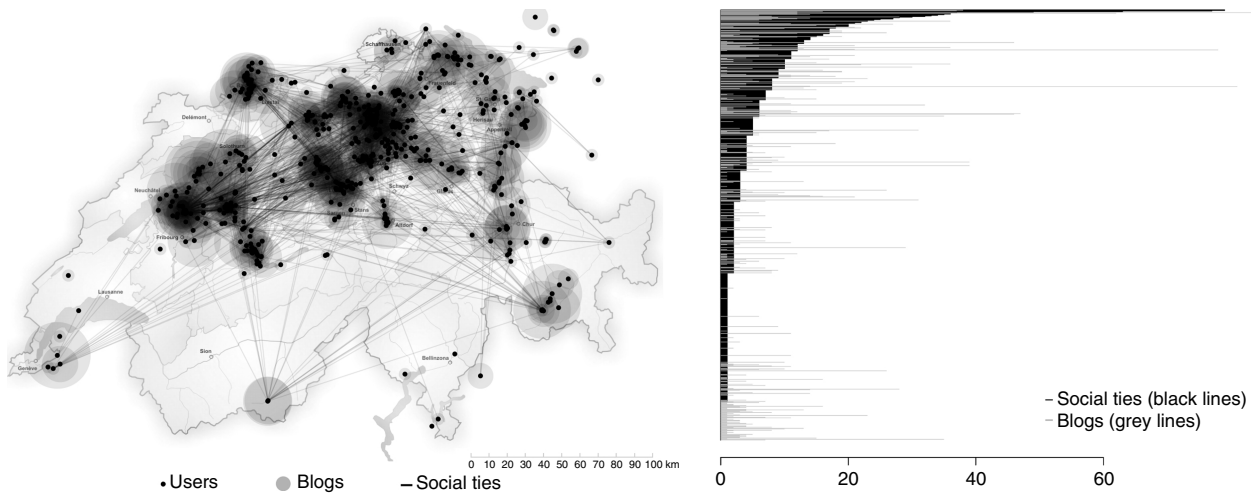 Schaffhausen
Frauenfeld
Liestal
Delémont
Herisau
Appenzell
Solothurn
Neuchâtel
Schwyz
Glarus
Stans
Altdorf
Chur
Fribourg
Lausanne
Sion
Bellinzona
Genève
0 10 20 30 40 50 60 70 80 90 100 km
Users Blogs Social ties
Social ties (black lines)
Blogs (grey lines)
0 20 40 60